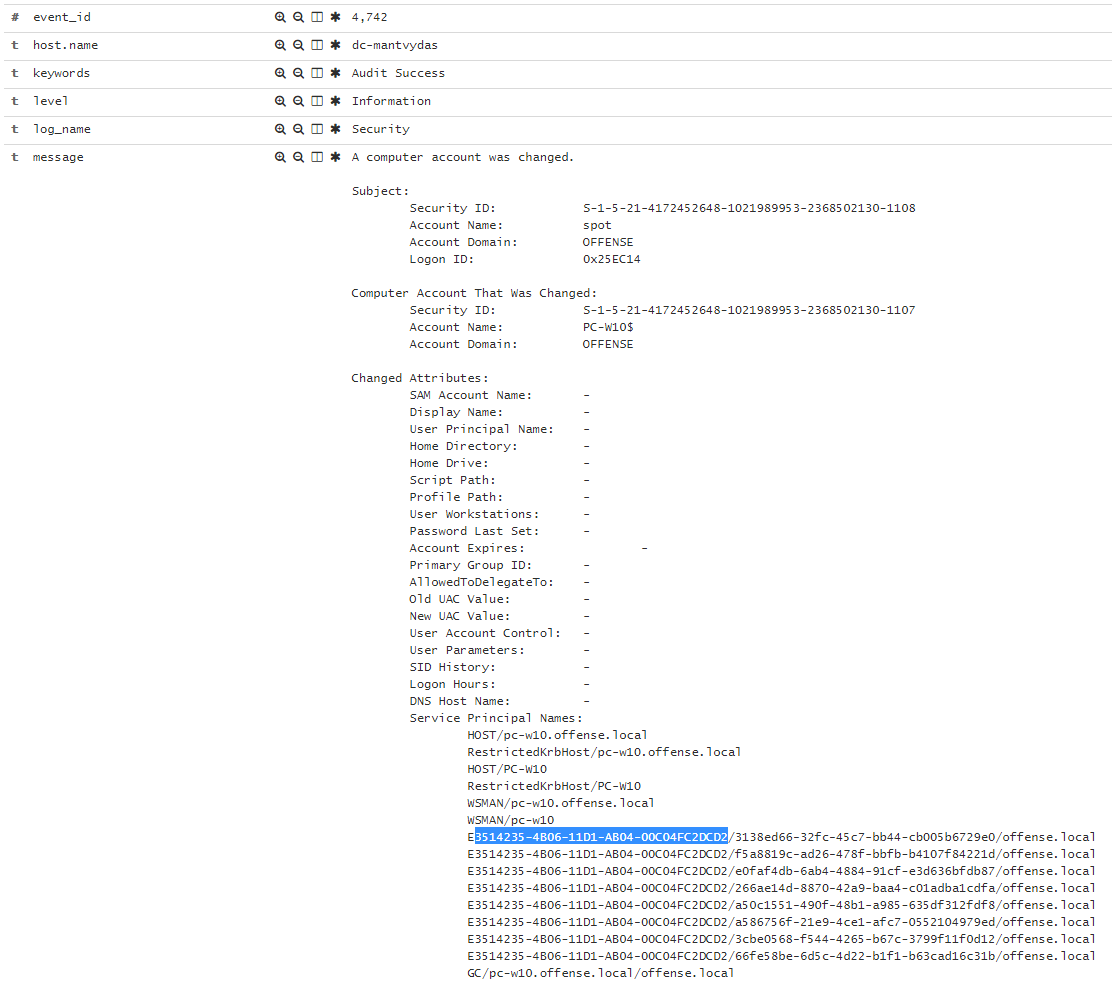 # event_id 4,742
t host.name dc-mantvydas
t keywords Audit Success
t level Information
t log_name Security
t message A computer account was changed.
Subject:
Security ID: S-1-5-21-4172452648-1021989953-2368502130-1108
Account Name: spot
Account Domain: OFFENSE
Logon ID: 0x25EC14
Computer Account That Was Changed:
Security ID: S-1-5-21-4172452648-1021989953-2368502130-1107
Account Name: PC-W10$
Account Domain: OFFENSE
Changed Attributes:
SAM Account Name: -
Display Name: -
User Principal Name: -
Home Directory: -
Home Drive: -
Script Path: -
Profile Path: -
User Workstations: -
Password Last Set: -
Account Expires: -
Primary Group ID: -
AllowedToDelegateTo: -
Old UAC Value: -
New UAC Value: -
User Account Control: -
User Parameters: -
SID History: -
Logon Hours: -
DNS Host Name: -
Service Principal Names:
HOST/pc-w10.offense.local
RestrictedKrbHost/pc-w10.offense.local
HOST/PC-W10
RestrictedKrbHost/PC-W10
WSMAN/pc-w10.offense.local
WSMAN/pc-w10
E3514235-4B06-11D1-AB04-00C04FC2DCD2/3138ed66-32fc-45c7-bb44-cb005b6729e0/offense.local
E3514235-4B06-11D1-AB04-00C04FC2DCD2/f5a8819c-ad26-478f-bbfb-b4107f84221d/offense.local
E3514235-4B06-11D1-AB04-00C04FC2DCD2/e0faf4db-6ab4-4884-91cf-e3d636bfdb87/offense.local
E3514235-4B06-11D1-AB04-00C04FC2DCD2/266ae14d-8870-42a9-baa4-c01adba1cdfa/offense.local
E3514235-4B06-11D1-AB04-00C04FC2DCD2/a50c1551-490f-48b1-a985-635df312fdf8/offense.local
E3514235-4B06-11D1-AB04-00C04FC2DCD2/a586756f-21e9-4ce1-afc7-0552104979ed/offense.local
E3514235-4B06-11D1-AB04-00C04FC2DCD2/3cbe0568-f544-4265-b67c-3799f11f0d12/offense.local
E3514235-4B06-11D1-AB04-00C04FC2DCD2/66fe58be-6d5c-4d22-b1f1-b63cad16c31b/offense.local
GC/pc-w10.offense.local/offense.local